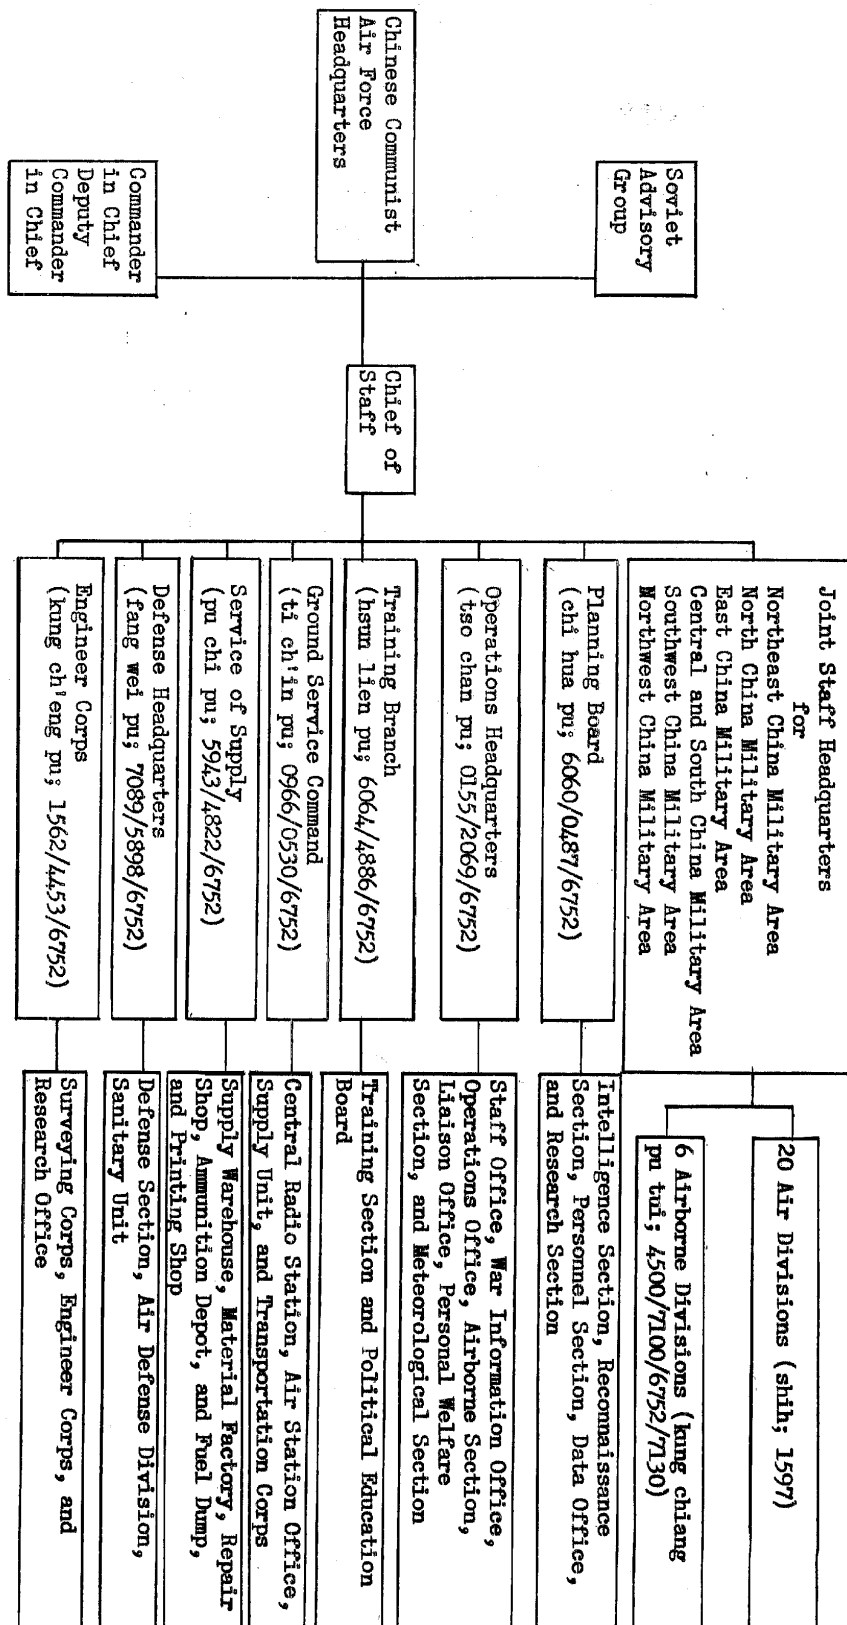 Chinese Communist
Air Force
Headquarters
Soviet
Advisory
Group
Commander
in Chief
Deputy
Commander
in Chief
Chief of
Staff
Joint Staff Headquarters
for
Northeast China Military Area
North China Military Area
East China Military Area
Central and South China Military Area
Southwest China Military Area
Northwest China Military Area
20 Air Divisions (shih; 1597)
6 Airborne Divisions (kung chiang
pu tui; 4500/7100/6752/7130)
Planning Board
(chi hua pu; 6060/0487/6752)
Intelligence Section, Reconnaissance
Section, Personnel Section, Data Office,
and Research Section
Operations Headquarters
(tso chan pu; 0155/2069/6752)
Staff Office, War Information Office,
Operations Office, Airborne Section,
Liaison Office, Personal Welfare
Section, and Meteorological Section
Training Branch
(hsun lien pu; 6064/4886/6752)
Training Section and Political Education
Board
Ground Service Command
(ti ch'in pu; 0966/0530/6752)
Central Radio Station, Air Station Office,
Supply Unit, and Transportation Corps
Service of Supply
(pu chi pu; 5943/4822/6752)
Supply Warehouse, Material Factory, Repair
Shop, Ammunition Depot, and Fuel Dump,
and Printing Shop
Defense Headquarters
(fang wei pu; 7089/5898/6752)
Defense Section, Air Defense Division,
Sanitary Unit
Engineer Corps
(kung ch'eng pu; 1562/4453/6752)
Surveying Corps, Engineer Corps, and
Research Office